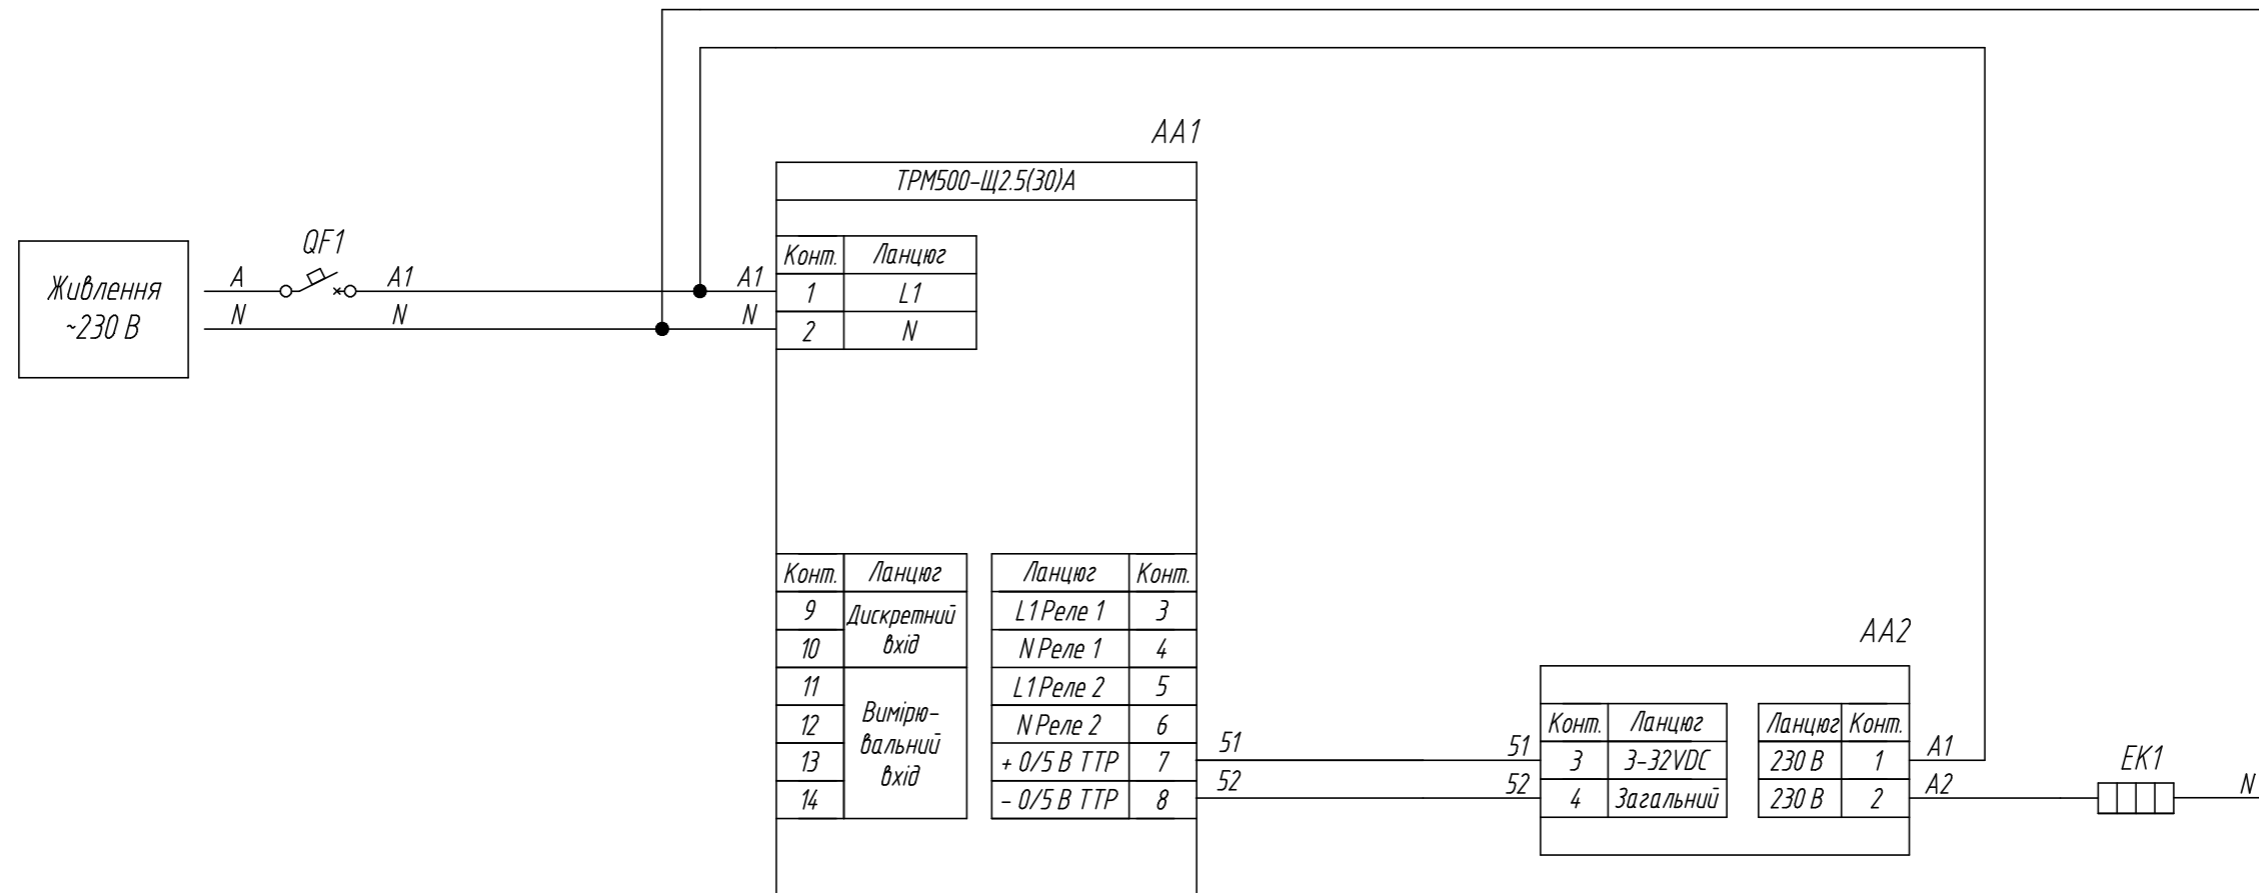 AA1
ТРМ500-Щ2.5(30)А
Живлення
~230 В
QF1
A
A1
A1
N
N
N
Конт.
Ланцюг
1
L1
2
N
Конт.
Ланцюг
9
Дискретний
вхід
10
11
Вимірю-
вальний
вхід
12
13
14
Ланцюг
Конт.
L1 Реле 1
3
N Реле 1
4
L1 Реле 2
5
N Реле 2
6
+ 0/5 В ТТР
7
- 0/5 В ТТР
8
51
51
52
52
AA2
Конт.
Ланцюг
3
3-32VDC
4
Загальний
Ланцюг
Конт.
230 В
1
230 В
2
A1
A2
EK1
N